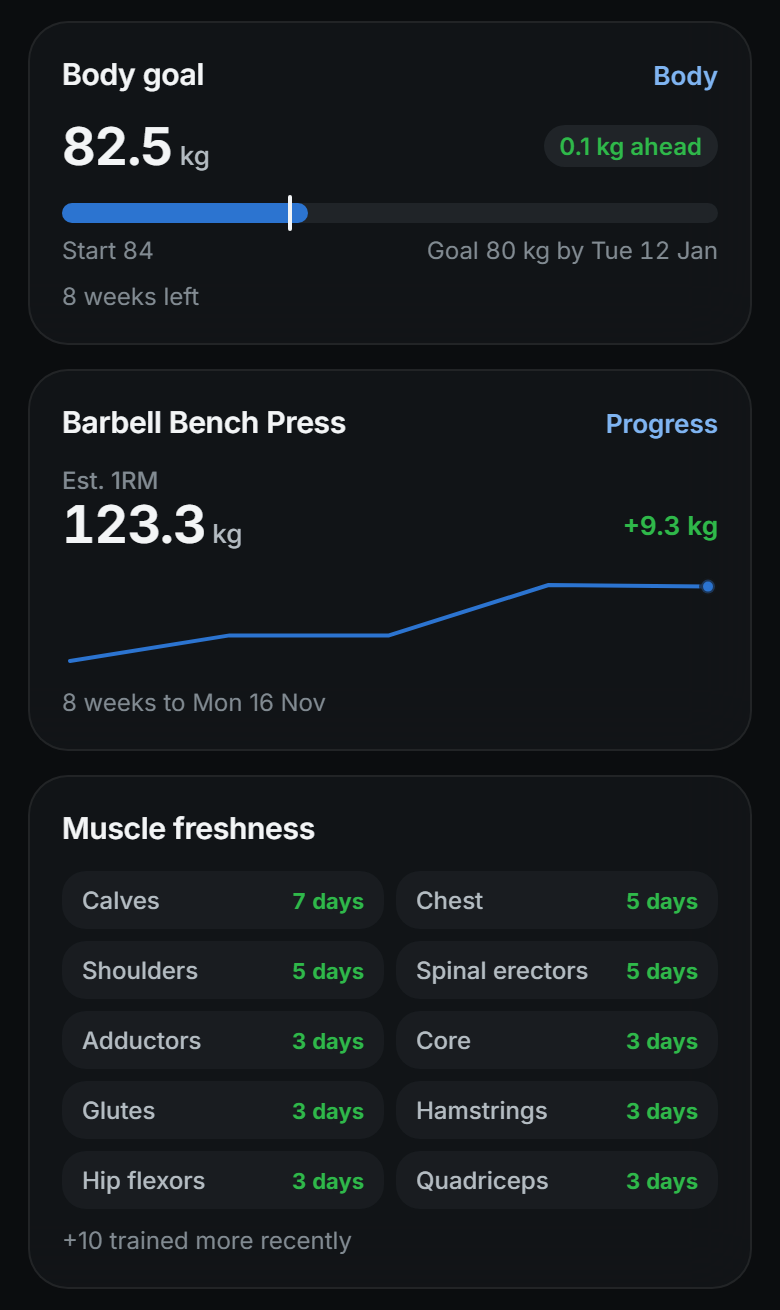 Body goal Body
82.5 kg 0.1 kg ahead
Start 84 Goal 80 kg by Tue 12 Jan
8 weeks left
Barbell Bench Press Progress
Est. 1RM
123.3 kg +9.3 kg
8 weeks to Mon 16 Nov
Muscle freshness
Calves 7 days Chest 5 days
Shoulders 5 days Spinal erectors 5 days
Adductors 3 days Core 3 days
Glutes 3 days Hamstrings 3 days
Hip flexors 3 days Quadriceps 3 days
+10 trained more recently